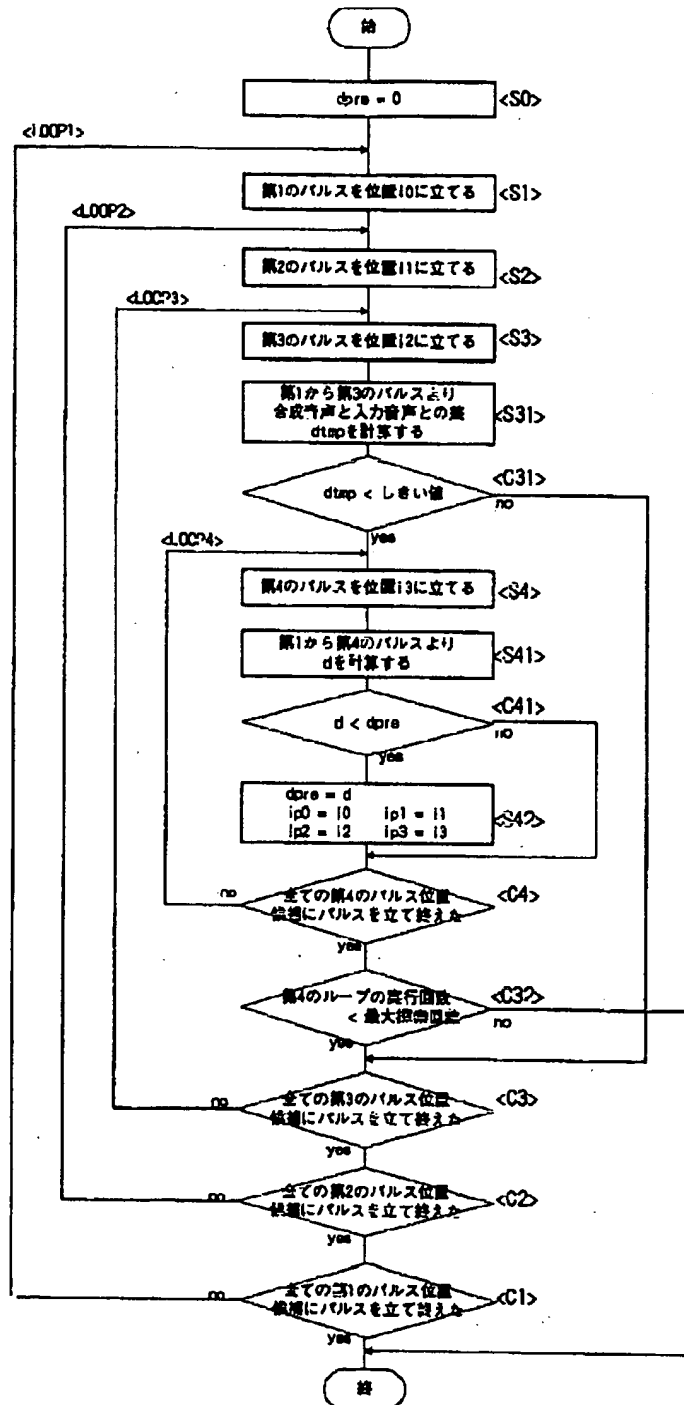 始
dpre = 0
<S0>
<LOOP1>
第1のパルスを位置i0に立てる
<S1>
<LOOP2>
第2のパルスを位置i1に立てる
<S2>
<LOOP3>
第3のパルスを位置i2に立てる
<S3>
第1から第3のパルスより
合成音声と入力音声との差
dtmpを計算する
<S31>
<C31>
dtmp < しきい値
no
yes
<LOOP4>
第4のパルスを位置i3に立てる
<S4>
第1から第4のパルスより
dを計算する
<S41>
<C41>
d < dpre
no
yes
dpre = d
ip0 = i0 ip1 = i1
ip2 = i2 ip3 = i3
<S42>
no
全ての第4のパルス位置
候補にパルスを立て終えた
<C4>
yes
第4のループの実行回数
< 最大探索回数
<C32>
no
yes
no
全ての第3のパルス位置
候補にパルスを立て終えた
<C3>
yes
no
全ての第2のパルス位置
候補にパルスを立て終えた
<C2>
yes
no
全ての第1のパルス位置
候補にパルスを立て終えた
<C1>
yes
終